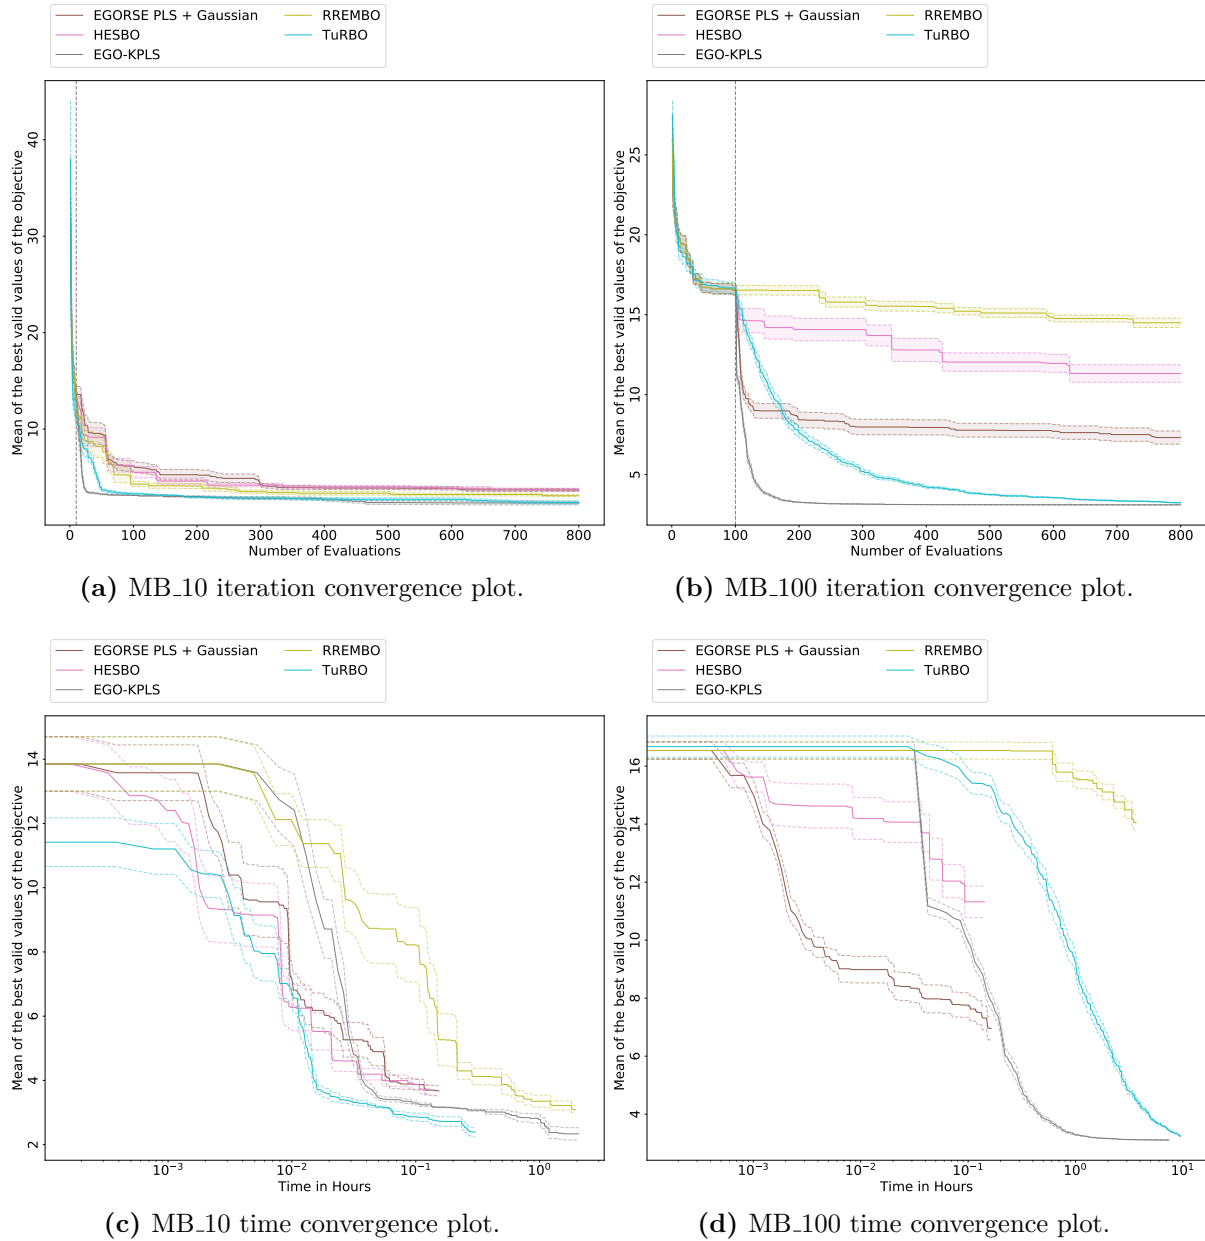 EGORSE PLS + Gaussian
HESBO
EGO-KPLS
RREMBO
TuRBO
Mean of the best valid values of the objective
40
30
20
10
0 100 200 300 400 500 600 700 800
Number of Evaluations
(a) MB_10 iteration convergence plot.
EGORSE PLS + Gaussian
HESBO
EGO-KPLS
RREMBO
TuRBO
Mean of the best valid values of the objective
25
20
15
10
5
0 100 200 300 400 500 600 700 800
Number of Evaluations
(b) MB_100 iteration convergence plot.
EGORSE PLS + Gaussian
HESBO
EGO-KPLS
RREMBO
TuRBO
Mean of the best valid values of the objective
14
12
10
8
6
4
2
10⁻³ 10⁻² 10⁻¹ 10⁰
Time in Hours
(c) MB_10 time convergence plot.
EGORSE PLS + Gaussian
HESBO
EGO-KPLS
RREMBO
TuRBO
Mean of the best valid values of the objective
16
14
12
10
8
6
4
10⁻³ 10⁻² 10⁻¹ 10⁰ 10¹
Time in Hours
(d) MB_100 time convergence plot.